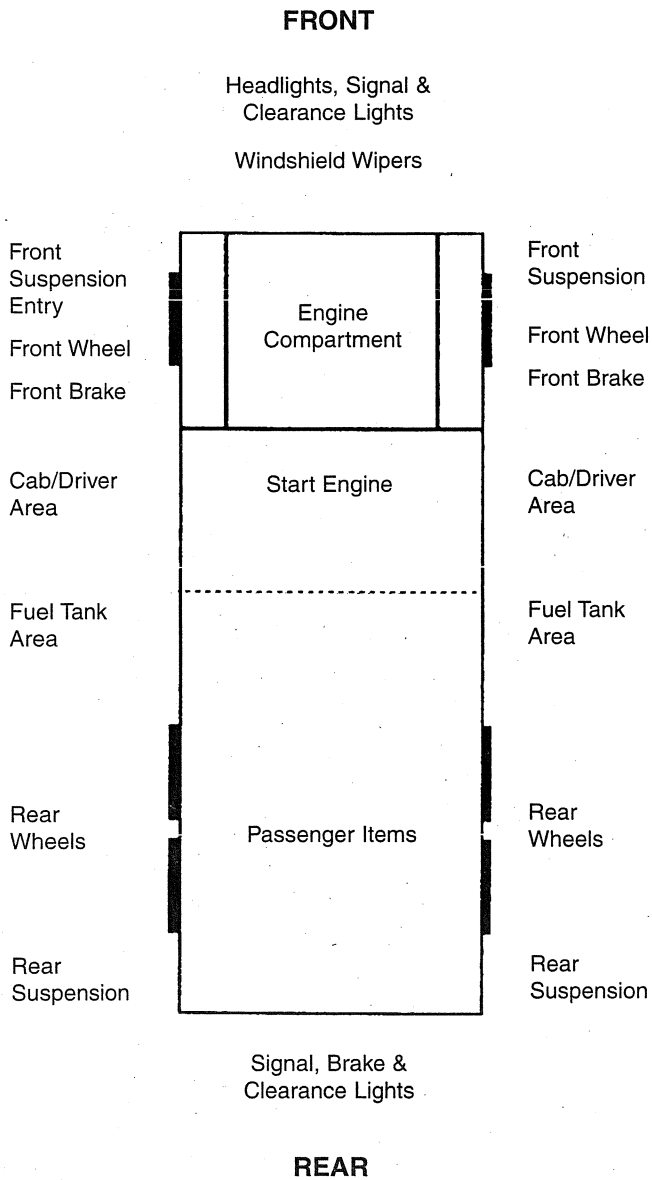 FRONT
Headlights, Signal &
Clearance Lights
Windshield Wipers
Front
Suspension
Entry
Front Wheel
Front Brake
Cab/Driver
Area
Fuel Tank
Area
Rear
Wheels
Rear
Suspension
Engine
Compartment
Start Engine
Passenger Items
Front
Suspension
Front Wheel
Front Brake
Cab/Driver
Area
Fuel Tank
Area
Rear
Wheels
Rear
Suspension
Signal, Brake &
Clearance Lights
REAR